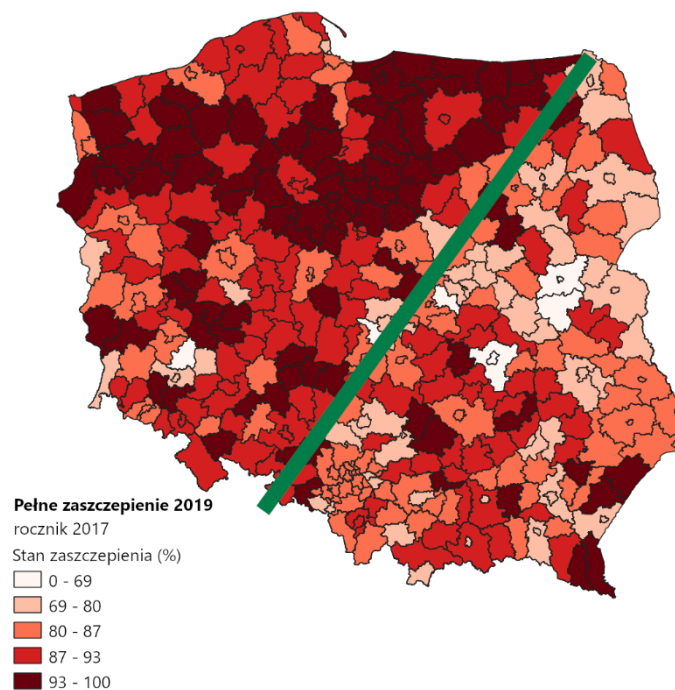 Pełne zaszczepienie 2019
rocznik 2017
Stan zaszczepienia (%)
0 - 69
69 - 80
80 - 87
87 - 93
93 - 100